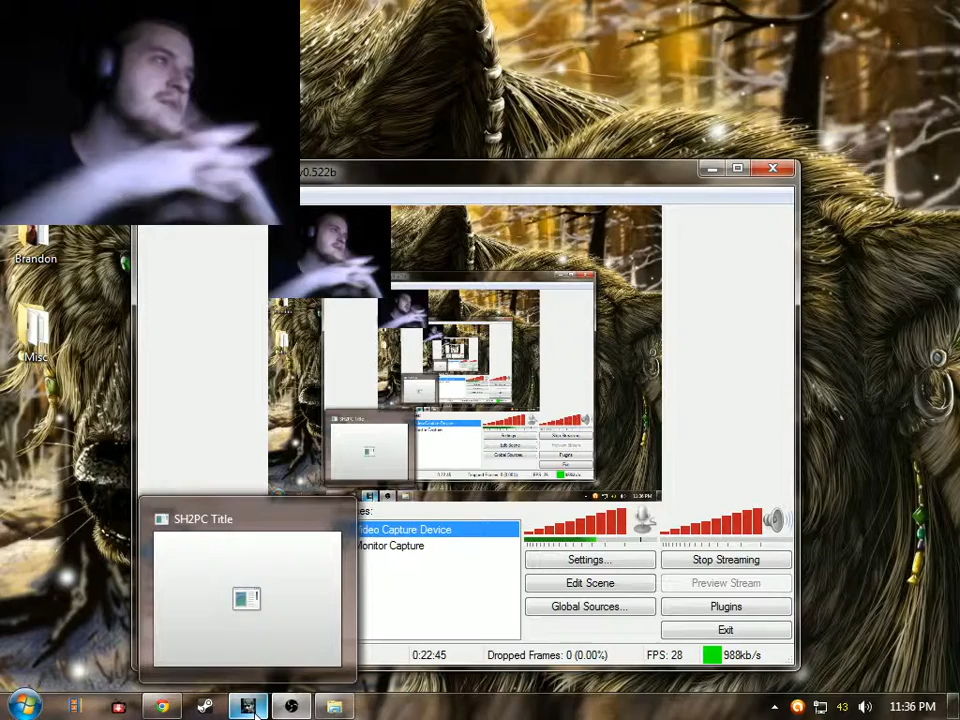 v0.522b
Brandon
Misc
SH2PC Title
es:
Video Capture Device
Monitor Capture
Settings...
Stop Streaming
Edit Scene
Preview Stream
Global Sources...
Plugins
Exit
0:22:45
Dropped Frames: 0 (0.00%)
FPS: 28
988kb/s
43
11:36 PM